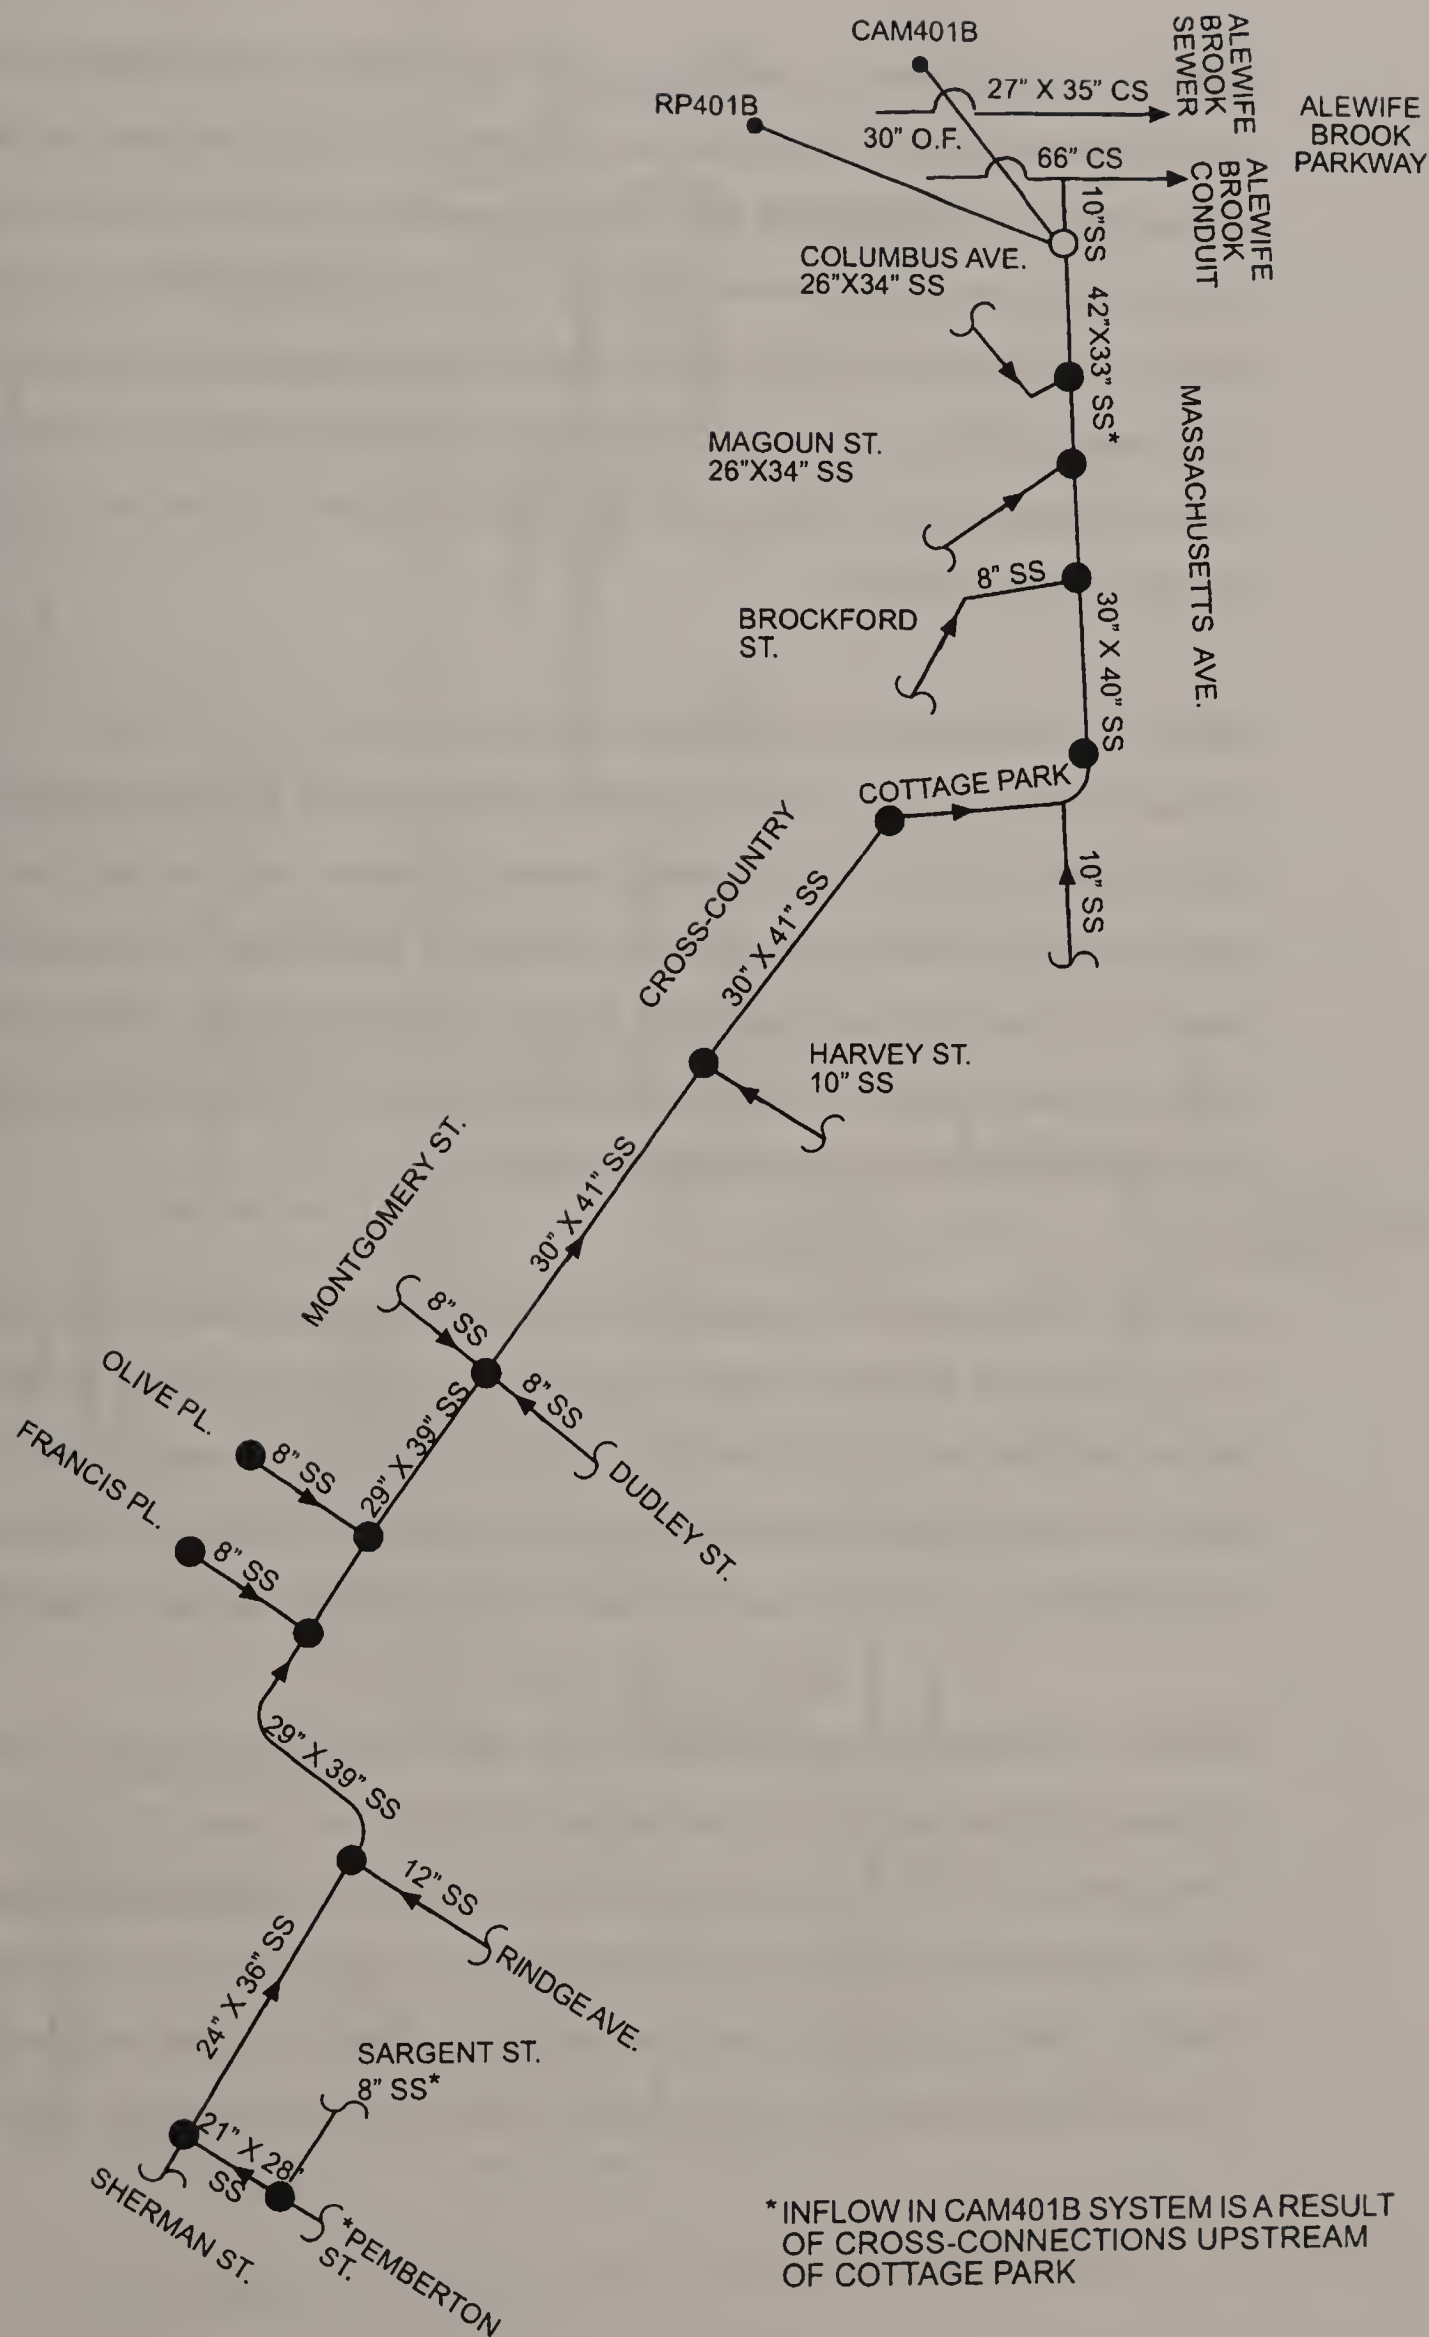 CAM401B
RP401B
27" X 35" CS
30" O.F.
66" CS
ALEWIFE
BROOK
SEWER
ALEWIFE
BROOK
PARKWAY
ALEWIFE
BROOK
CONDUIT
10"SS
COLUMBUS AVE.
26"X34" SS
42"X33" SS*
MAGOUN ST.
26"X34" SS
MASSACHUSETTS AVE.
8" SS
BROCKFORD
ST.
30" X 40" SS
COTTAGE PARK
10" SS
CROSS-COUNTRY
30" X 41" SS
HARVEY ST.
10" SS
30" X 41" SS
MONTGOMERY ST.
8" SS
8" SS
DUDLEY ST.
29" X 39" SS
OLIVE PL.
8" SS
FRANCIS PL.
8" SS
29" X 39" SS
12" SS
RINDGE AVE.
24" X 36" SS
SARGENT ST.
8" SS*
21" X 28"
SS
SHERMAN ST.
*PEMBERTON
ST.
* INFLOW IN CAM401B SYSTEM IS A RESULT
OF CROSS-CONNECTIONS UPSTREAM
OF COTTAGE PARK